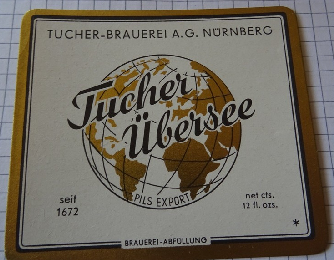 TUCHER-BRAUEREI A.G. NÜRNBERG
Tucher
Übersee
PILS EXPORT
seit
1672
net cts.
12 fl. ozs.
*
BRAUEREI-ABFÜLLUNG